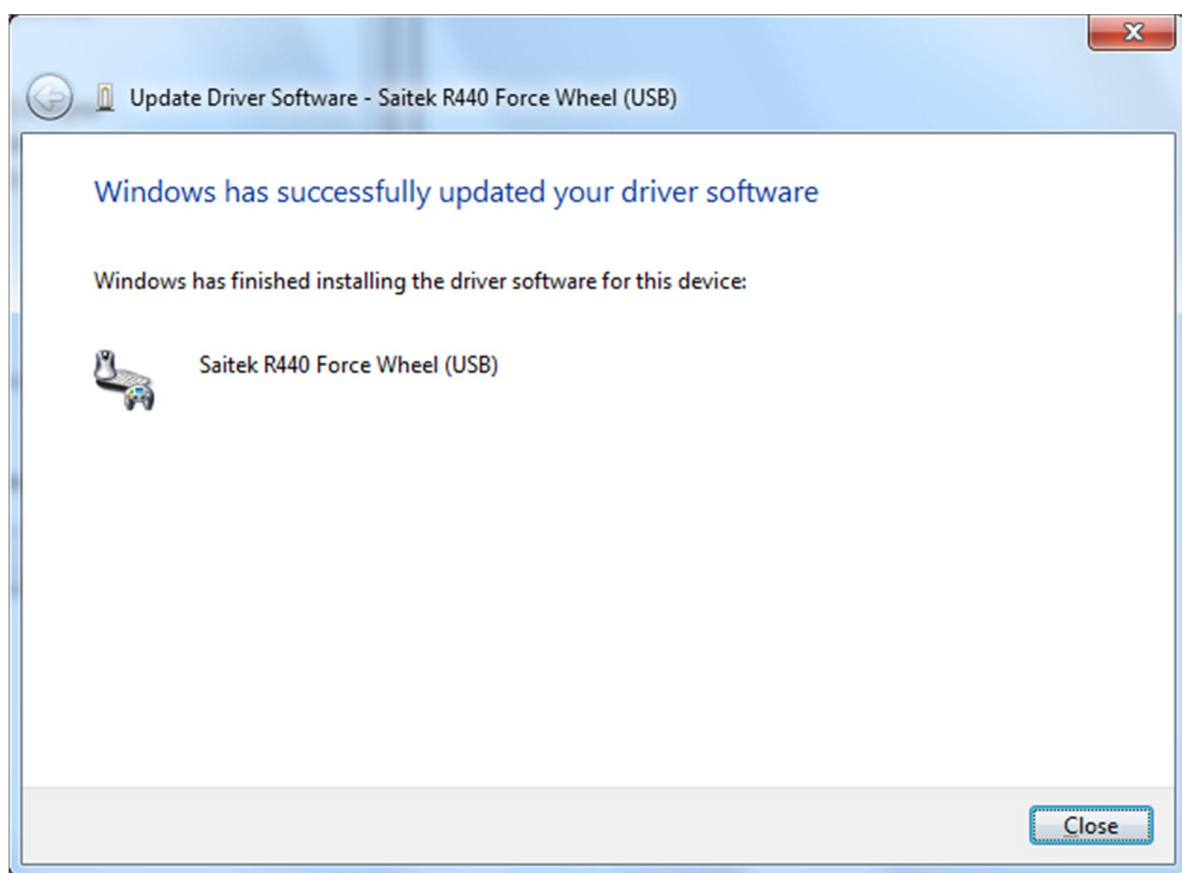 Update Driver Software - Saitek R440 Force Wheel (USB)
Windows has successfully updated your driver software
Windows has finished installing the driver software for this device:
Saitek R440 Force Wheel (USB)
Close